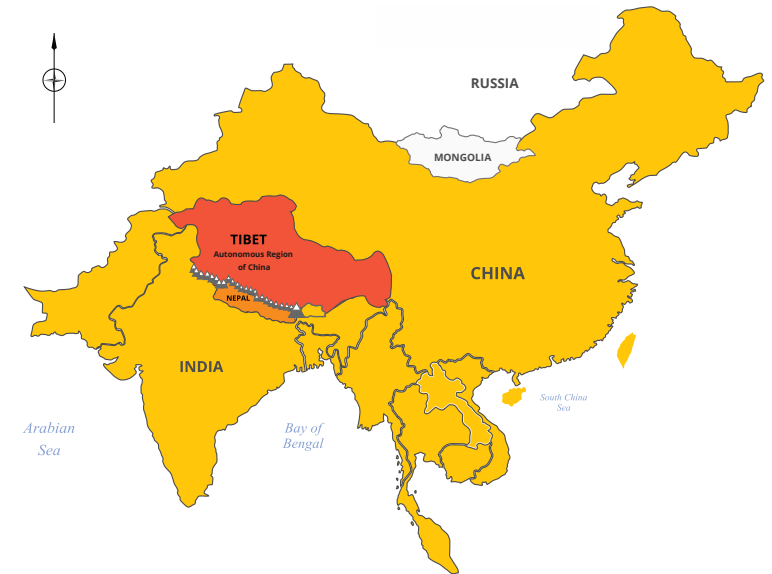 RUSSIA
MONGOLIA
TIBET
Autonomous Region
of China
CHINA
NEPAL
INDIA
South China
Sea
Arabian
Sea
Bay of
Bengal